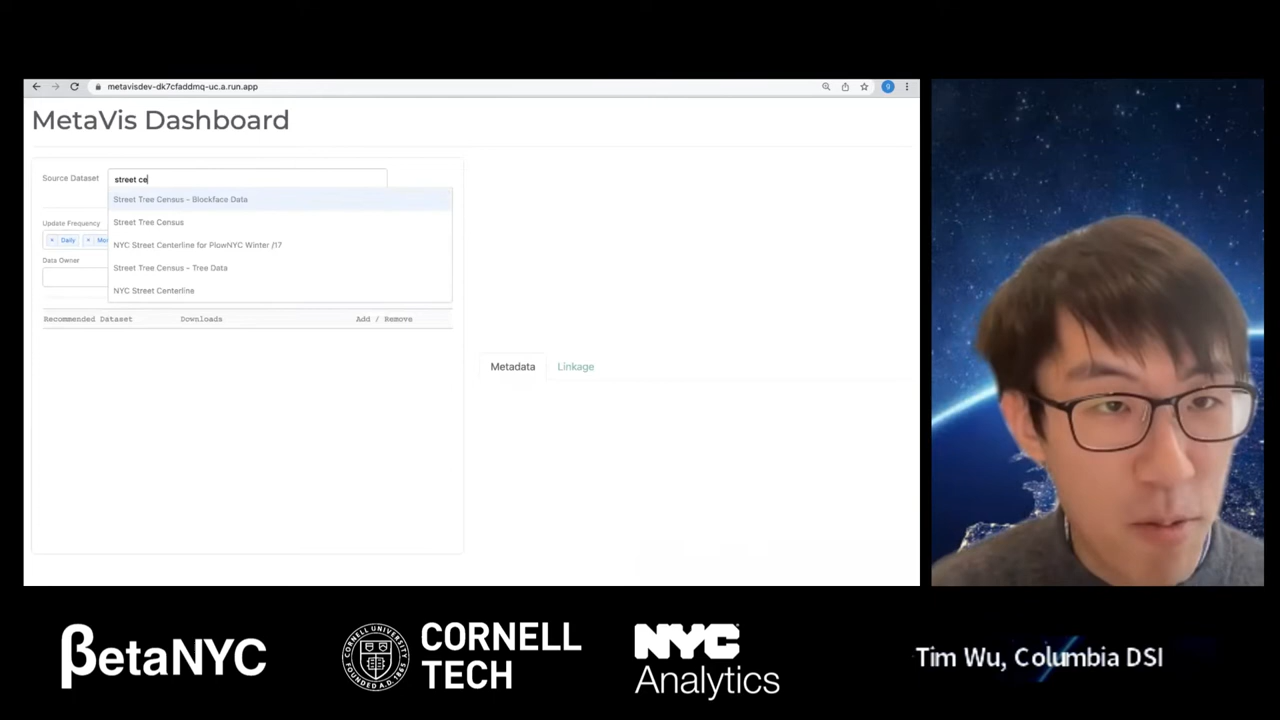 metavisdev-dk7cfaddmq-uc.a.run.app
9
MetaVis Dashboard
Source Dataset
street ce
Street Tree Census - Blockface Data
Street Tree Census
NYC Street Centerline for PlowNYC Winter /17
Street Tree Census - Tree Data
NYC Street Centerline
Update Frequency
× Daily × Mo
Data Owner
Recommended Dataset Downloads Add / Remove
Metadata Linkage
βetaNYC
CORNELL
TECH
NYC
Analytics
Tim Wu, Columbia DSI